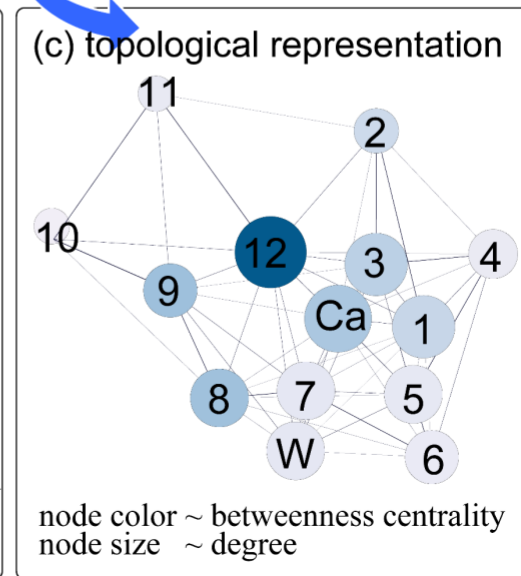 (c) topological representation
11
2
10
12
3
4
9
Ca
1
8
7
5
W
6
node color ~ betweenness centrality
node size ~ degree